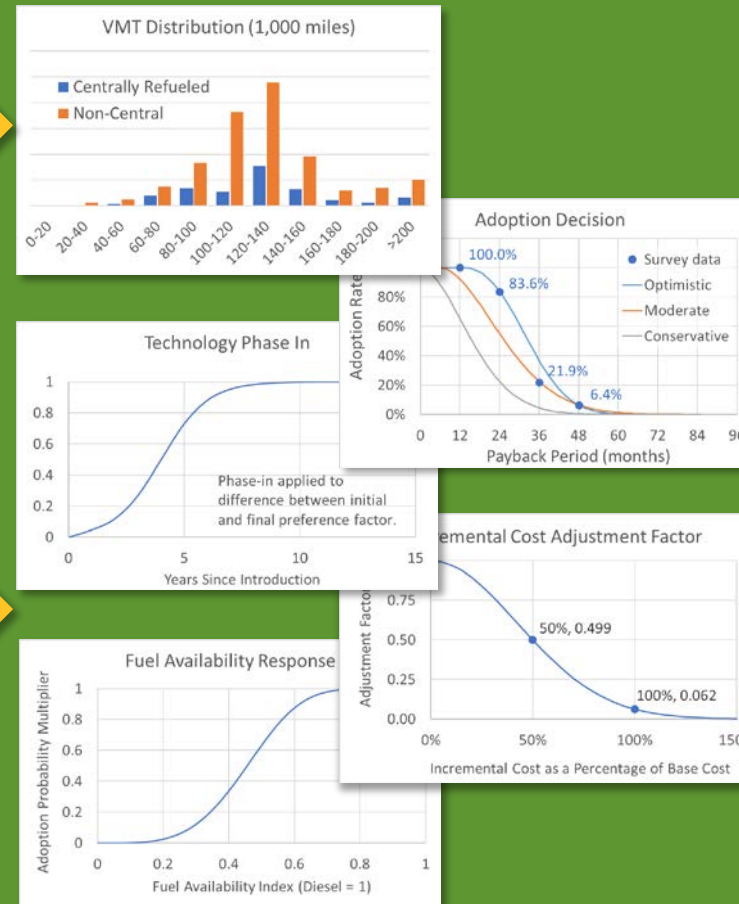 VMT Distribution (1,000 miles)
Centrally Refueled
Non-Central
0-20
20-40
40-60
60-80
80-100
100-120
120-140
140-160
160-180
180-200
>200
Adoption Decision
Adoption Rate
80%
60%
40%
20%
0%
100.0%
83.6%
21.9%
6.4%
Survey data
Optimistic
Moderate
Conservative
0 12 24 36 48 60 72 84
Payback Period (months)
Technology Phase In
1
0.8
0.6
0.4
0.2
0
Phase-in applied to
difference between initial
and final preference factor.
0 5 10 15
Years Since Introduction
emental Cost Adjustment Factor
Adjustment Factor
0.75
0.50
0.25
0.00
50%, 0.499
100%, 0.062
0% 50% 100%
Incremental Cost as a Percentage of Base Cost
Fuel Availability Response
Adoption Probability Multiplier
1
0.8
0.6
0.4
0.2
0
0 0.2 0.4 0.6 0.8 1
Fuel Availability Index (Diesel = 1)